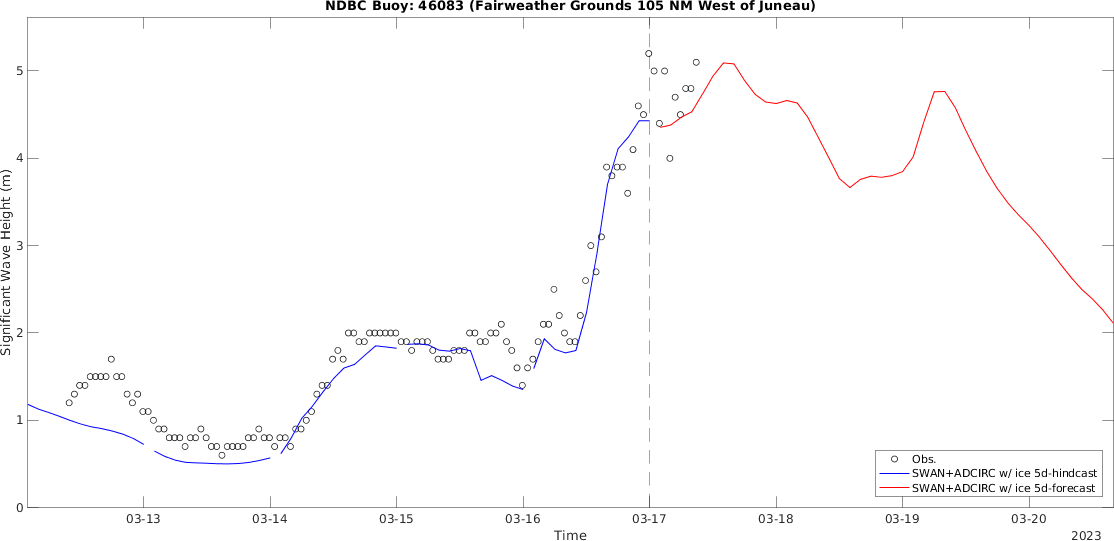 NDBC Buoy: 46083 (Fairweather Grounds 105 NM West of Juneau)
Significant Wave Height (m)
5
4
3
2
1
0
Obs.
SWAN+ADCIRC w/ ice 5d-hindcast
SWAN+ADCIRC w/ ice 5d-forecast
03-13 03-14 03-15 03-16 03-17 03-18 03-19 03-20
Time
2023